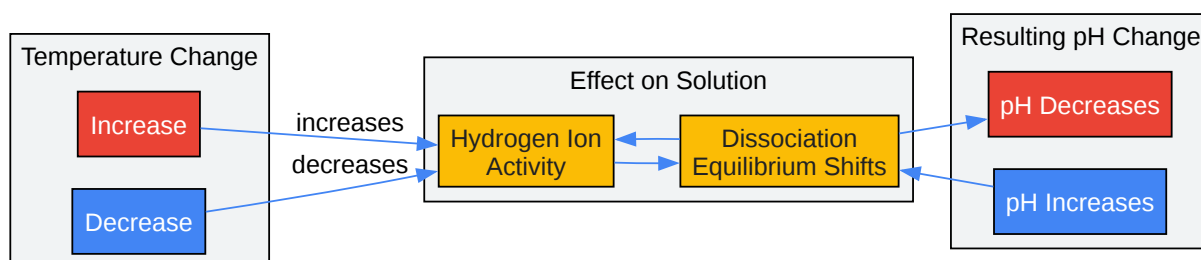 Temperature Change
Increase
Decrease
increases
decreases
Effect on Solution
Hydrogen Ion
Activity
Dissociation
Equilibrium Shifts
Resulting pH Change
pH Decreases
pH Increases